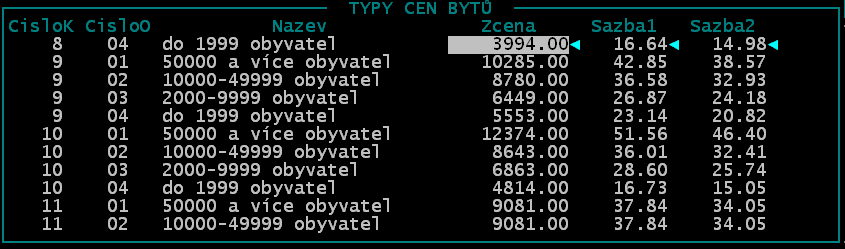 TYPY CEN BYTŮ
CisloK CisloO Nazev Zcena Sazba1 Sazba2
8 04 do 1999 obyvatel 3994.00 16.64 14.98
9 01 50000 a více obyvatel 10285.00 42.85 38.57
9 02 10000-49999 obyvatel 8780.00 36.58 32.93
9 03 2000-9999 obyvatel 6449.00 26.87 24.18
9 04 do 1999 obyvatel 5553.00 23.14 20.82
10 01 50000 a více obyvatel 12374.00 51.56 46.40
10 02 10000-49999 obyvatel 8643.00 36.01 32.41
10 03 2000-9999 obyvatel 6863.00 28.60 25.74
10 04 do 1999 obyvatel 4814.00 16.73 15.05
11 01 50000 a více obyvatel 9081.00 37.84 34.05
11 02 10000-49999 obyvatel 9081.00 37.84 34.05